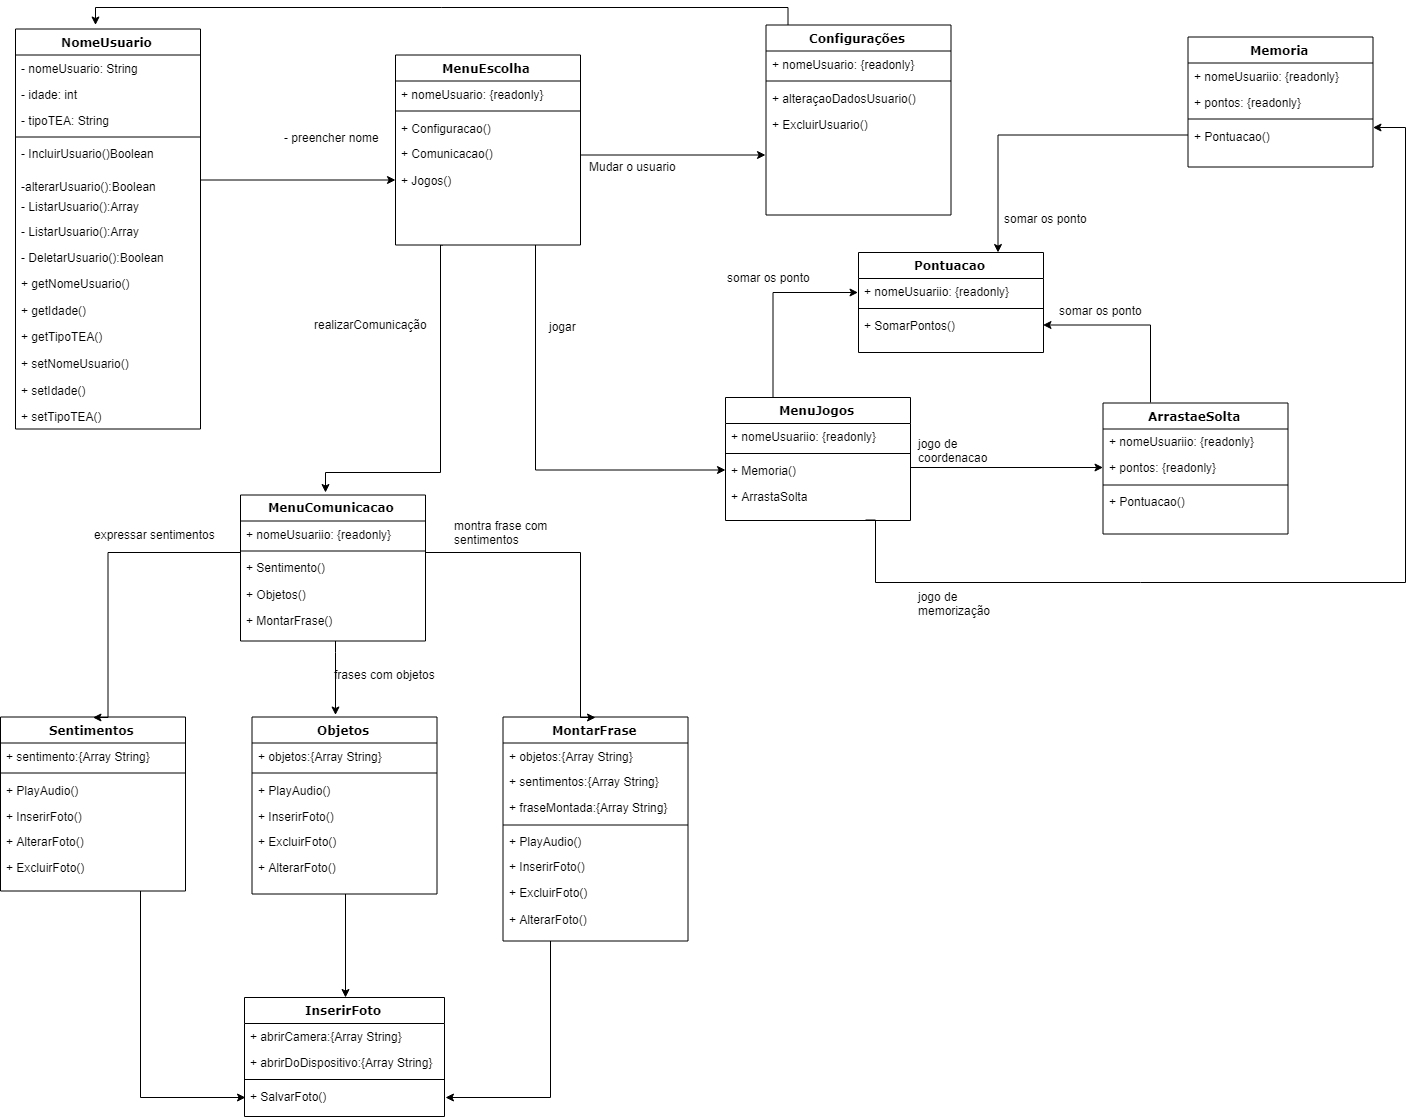 NomeUsuario
- nomeUsuario: String
- idade: int
- tipoTEA: String
- IncluirUsuario()Boolean
-alterarUsuario():Boolean
- ListarUsuario():Array
- ListarUsuario():Array
- DeletarUsuario():Boolean
+ getNomeUsuario()
+ getIdade()
+ getTipoTEA()
+ setNomeUsuario()
+ setIdade()
+ setTipoTEA()
- preencher nome
MenuEscolha
+ nomeUsuario: {readonly}
+ Configuracao()
+ Comunicacao()
+ Jogos()
Mudar o usuario
Configurações
+ nomeUsuario: {readonly}
+ alteraçaoDadosUsuario()
+ ExcluirUsuario()
Memoria
+ nomeUsuariio: {readonly}
+ pontos: {readonly}
+ Pontuacao()
somar os ponto
Pontuacao
+ nomeUsuariio: {readonly}
+ SomarPontos()
somar os ponto
somar os ponto
realizarComunicação
jogar
MenuJogos
+ nomeUsuariio: {readonly}
+ Memoria()
+ ArrastaSolta
jogo de
coordenacao
ArrastaeSolta
+ nomeUsuariio: {readonly}
+ pontos: {readonly}
+ Pontuacao()
jogo de
memorização
MenuComunicacao
+ nomeUsuariio: {readonly}
+ Sentimento()
+ Objetos()
+ MontarFrase()
expressar sentimentos
montra frase com
sentimentos
frases com objetos
Sentimentos
+ sentimento:{Array String}
+ PlayAudio()
+ InserirFoto()
+ AlterarFoto()
+ ExcluirFoto()
Objetos
+ objetos:{Array String}
+ PlayAudio()
+ InserirFoto()
+ ExcluirFoto()
+ AlterarFoto()
MontarFrase
+ objetos:{Array String}
+ sentimentos:{Array String}
+ fraseMontada:{Array String}
+ PlayAudio()
+ InserirFoto()
+ ExcluirFoto()
+ AlterarFoto()
InserirFoto
+ abrirCamera:{Array String}
+ abrirDoDispositivo:{Array String}
+ SalvarFoto()